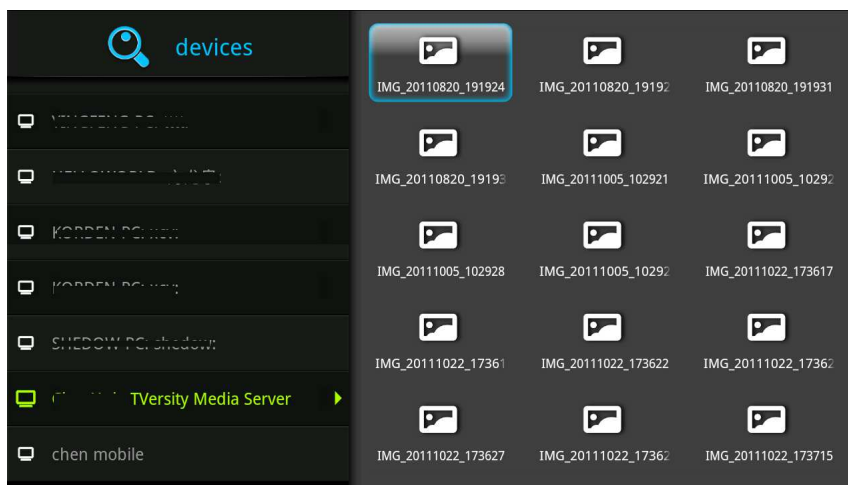 devices
TVersity Media Server
chen mobile
IMG_20110820_191924
IMG_20110820_19192
IMG_20110820_191931
IMG_20110820_19193
IMG_20111005_102921
IMG_20111005_10292
IMG_20111005_102928
IMG_20111005_10292
IMG_20111022_173617
IMG_20111022_17361
IMG_20111022_173622
IMG_20111022_17362
IMG_20111022_173627
IMG_20111022_17362
IMG_20111022_173715